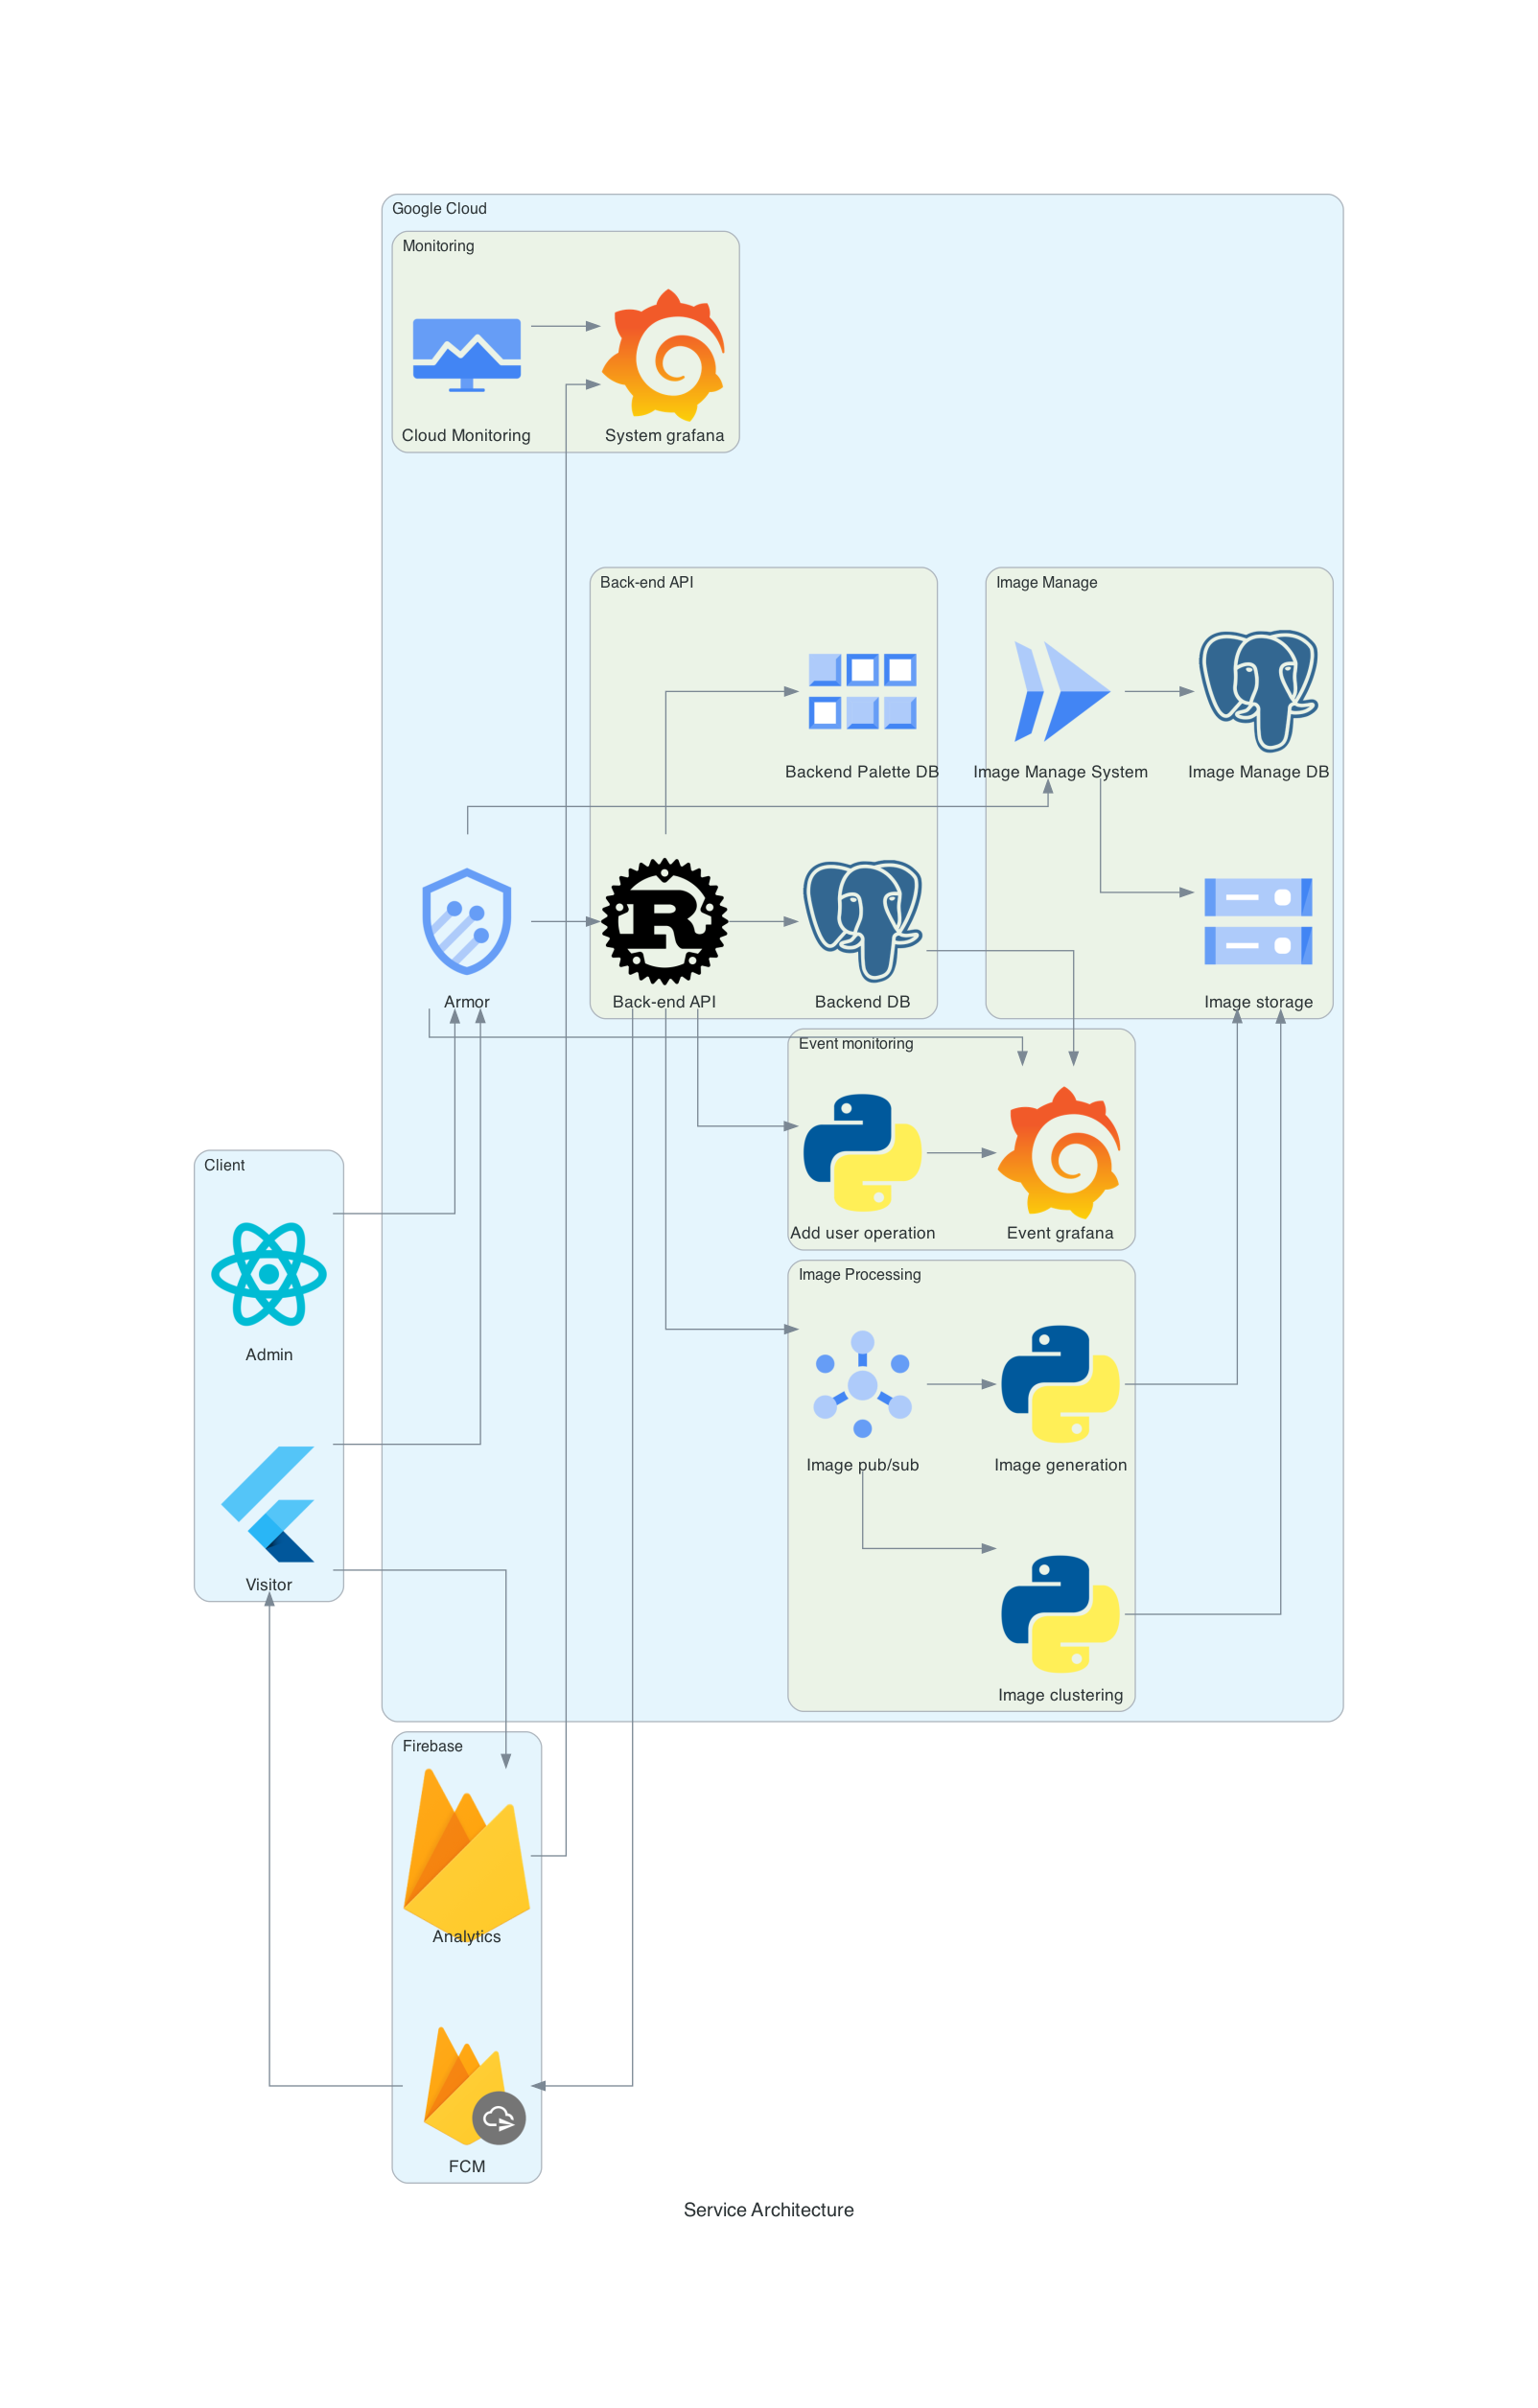 Google Cloud
Monitoring
Cloud Monitoring
System grafana
Back-end API
Backend Palette DB
Back-end API
Backend DB
Image Manage
Image Manage System
Image Manage DB
Image storage
Armor
Event monitoring
Add user operation
Event grafana
Client
Admin
Visitor
Image Processing
Image pub/sub
Image generation
Image clustering
Firebase
Analytics
FCM
Service Architecture